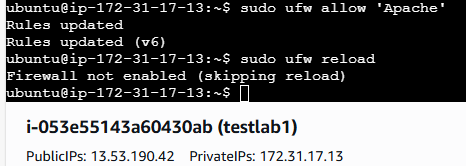 ubuntu@ip-172-31-17-13:~$ sudo ufw allow 'Apache'
Rules updated
Rules updated (v6)
ubuntu@ip-172-31-17-13:~$ sudo ufw reload
Firewall not enabled (skipping reload)
ubuntu@ip-172-31-17-13:~$
i-053e55143a60430ab (testlab1)
PublicIPs: 13.53.190.42 PrivateIPs: 172.31.17.13